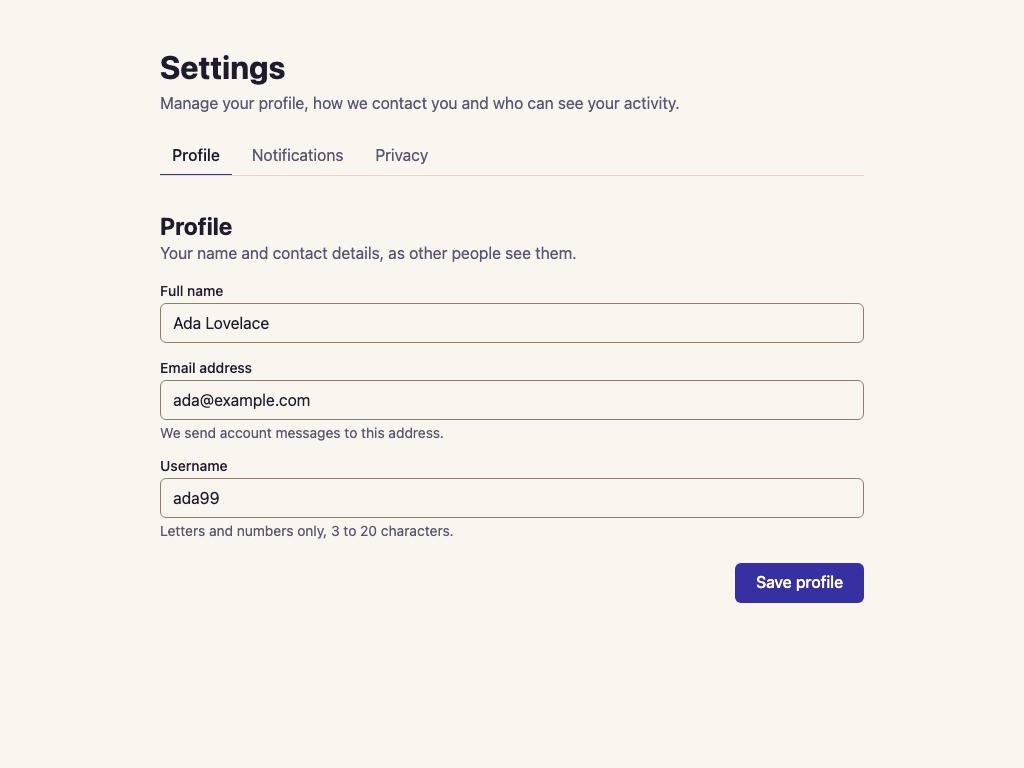 Settings
Manage your profile, how we contact you and who can see your activity.
Profile
Notifications
Privacy
Profile
Your name and contact details, as other people see them.
Full name
Ada Lovelace
Email address
ada@example.com
We send account messages to this address.
Username
ada99
Letters and numbers only, 3 to 20 characters.
Save profile